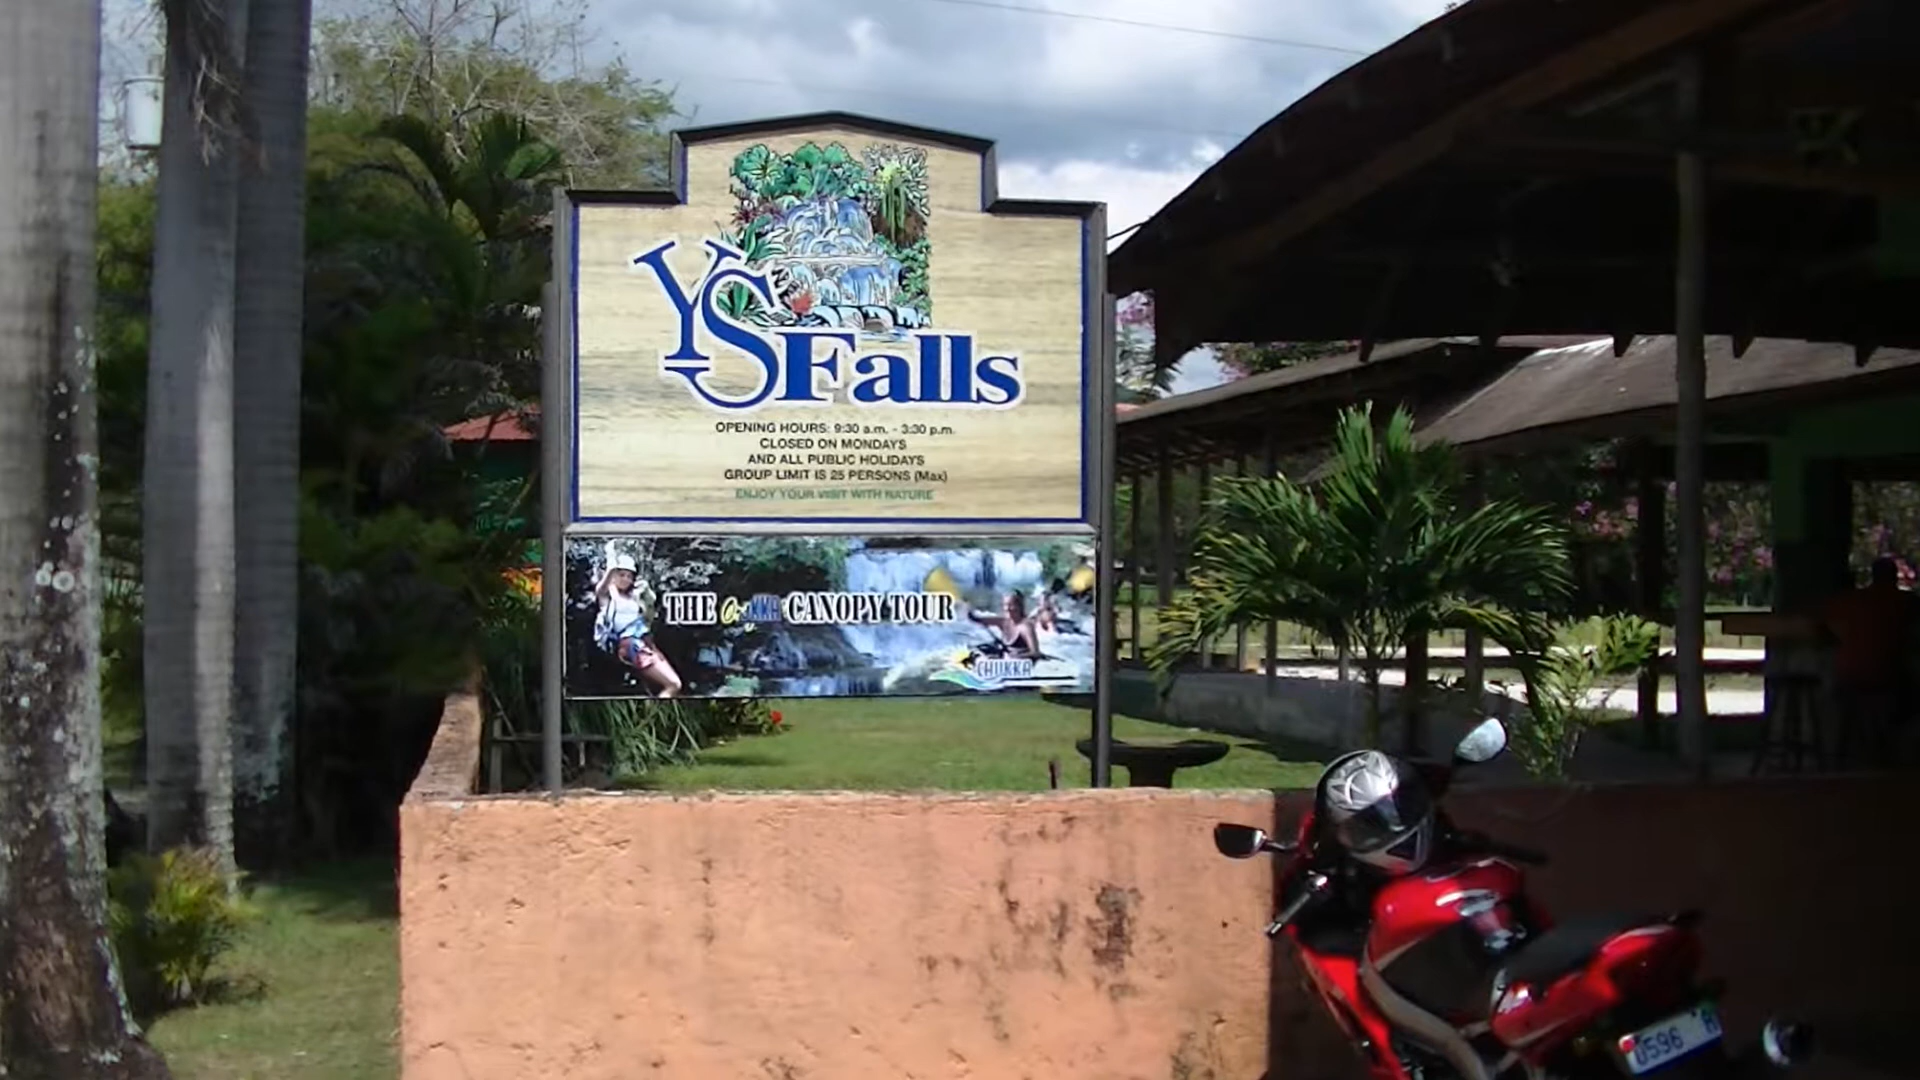 YS Falls
OPENING HOURS: 9:30 a.m. - 3:30 p.m.
CLOSED ON MONDAYS
AND ALL PUBLIC HOLIDAYS
GROUP LIMIT IS 25 PERSONS (Max)
ENJOY YOUR VISIT WITH NATURE
THE CHUKKA CANOPY TOUR
CHUKKA